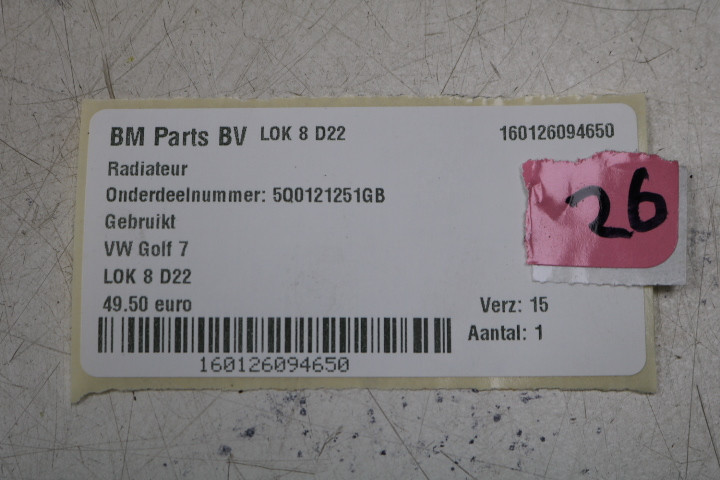 BM Parts BV LOK 8 D22 160126094650
Radiateur
Onderdeelnummer: 5Q0121251GB
Gebruikt
26
VW Golf 7
LOK 8 D22
49.50 euro Verz: 15
Aantal: 1
160126094650